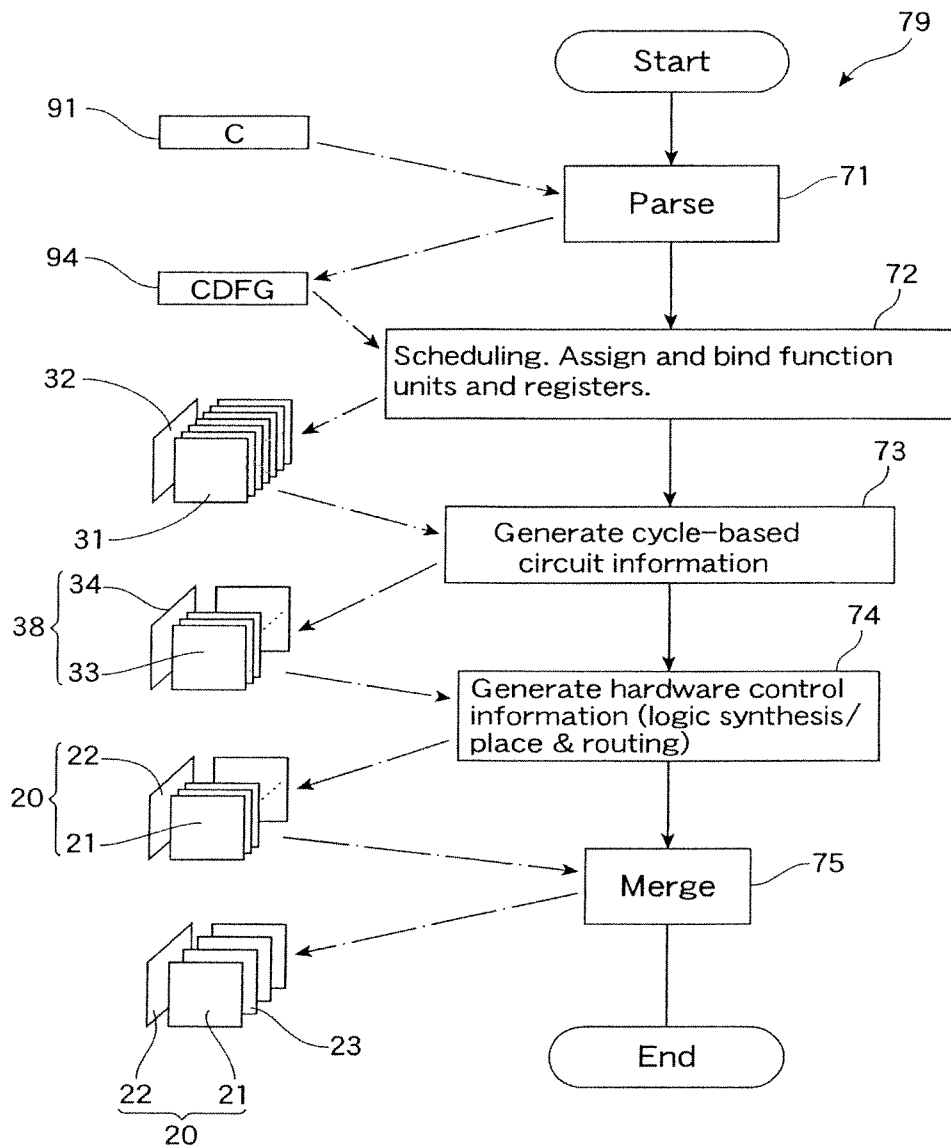 79
Start
91
C
71
Parse
94
CDFG
72
Scheduling. Assign and bind function
units and registers.
32
31
73
Generate cycle-based
circuit information
38
34
33
74
Generate hardware control
information (logic synthesis/
place & routing)
20
22
21
75
Merge
23
22
21
20
End